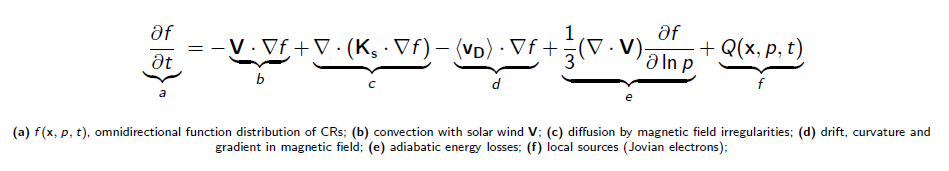 ∂f/∂t = −V · ∇f + ∇ · (Kₛ · ∇f) − ⟨v_D⟩ · ∇f + 1/3 (∇ · V) ∂f/∂ ln p + Q(x, p, t)
a b c d e f
(a) f(x, p, t), omnidirectional function distribution of CRs; (b) convection with solar wind V; (c) diffusion by magnetic field irregularities; (d) drift, curvature and
gradient in magnetic field; (e) adiabatic energy losses; (f) local sources (Jovian electrons);